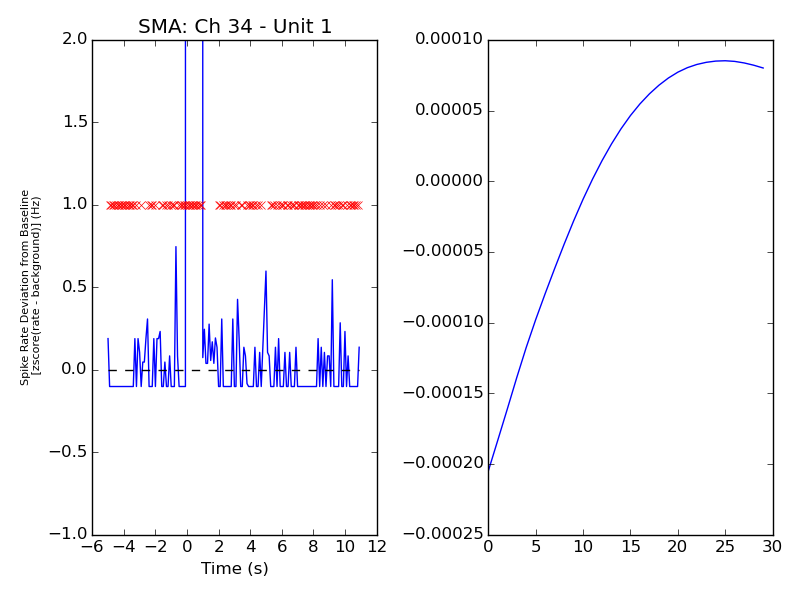 SMA: Ch 34 - Unit 1
Spike Rate Deviation from Baseline
[zscore(rate - background)] (Hz)
2.0
1.5
1.0
0.5
0.0
−0.5
−1.0
−6 −4 −2 0 2 4 6 8 10 12
Time (s)
0.00010
0.00005
0.00000
−0.00005
−0.00010
−0.00015
−0.00020
−0.00025
0 5 10 15 20 25 30